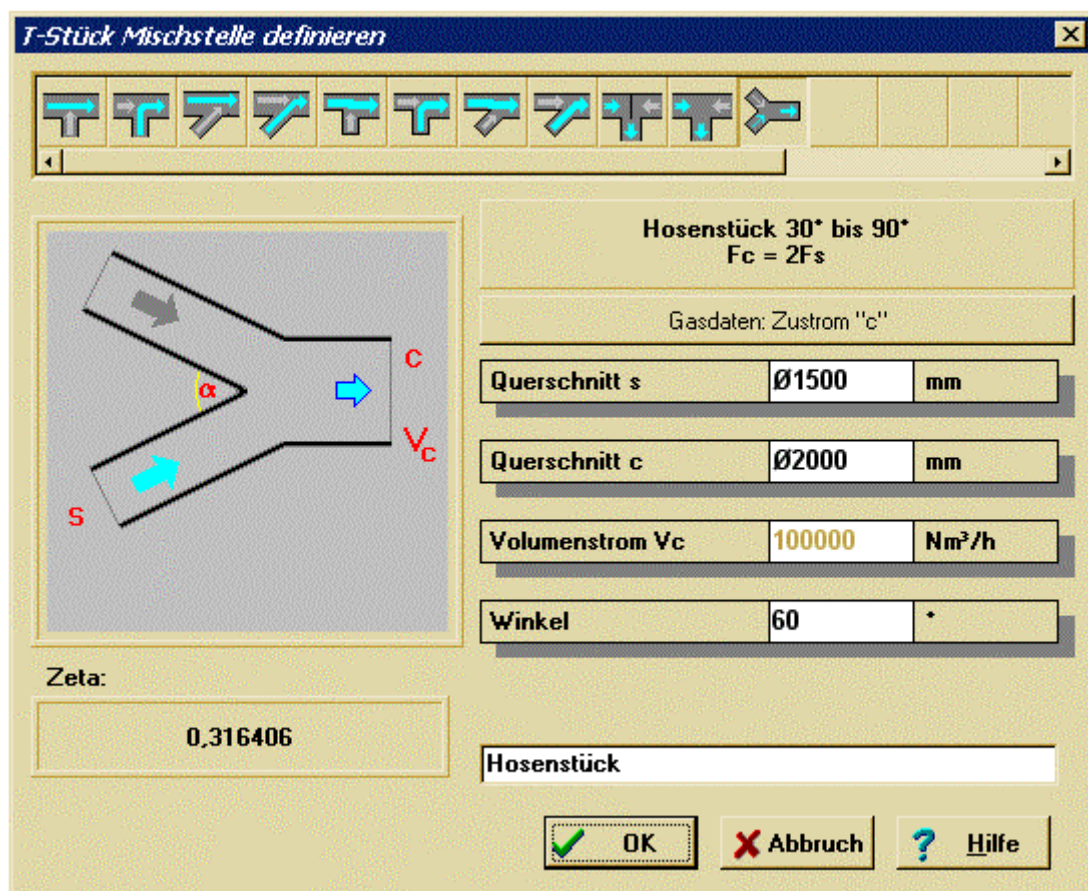 T-Stück Mischstelle definieren
Hosenstück 30° bis 90°
Fc = 2Fs
Gasdaten: Zustrom "c"
C
α
Vc
S
Querschnitt s Ø1500 mm
Querschnitt c Ø2000 mm
Volumenstrom Vc 100000 Nm³/h
Winkel 60 °
Zeta:
0,316406
Hosenstück
OK Abbruch ? Hilfe